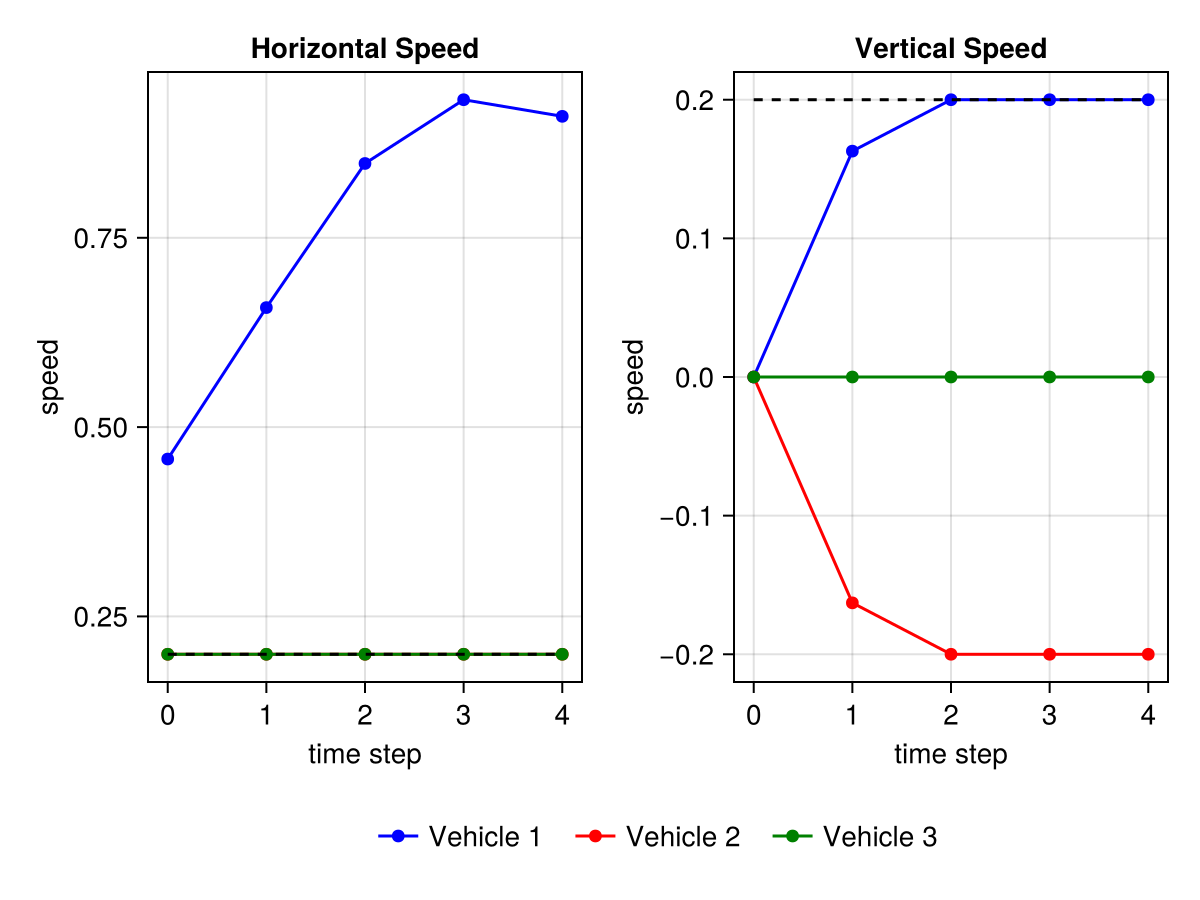 Horizontal Speed
speed
0.75
0.50
0.25
0
1
2
3
4
time step
Vertical Speed
speed
0.2
0.1
0.0
−0.1
−0.2
0
1
2
3
4
time step
Vehicle 1
Vehicle 2
Vehicle 3